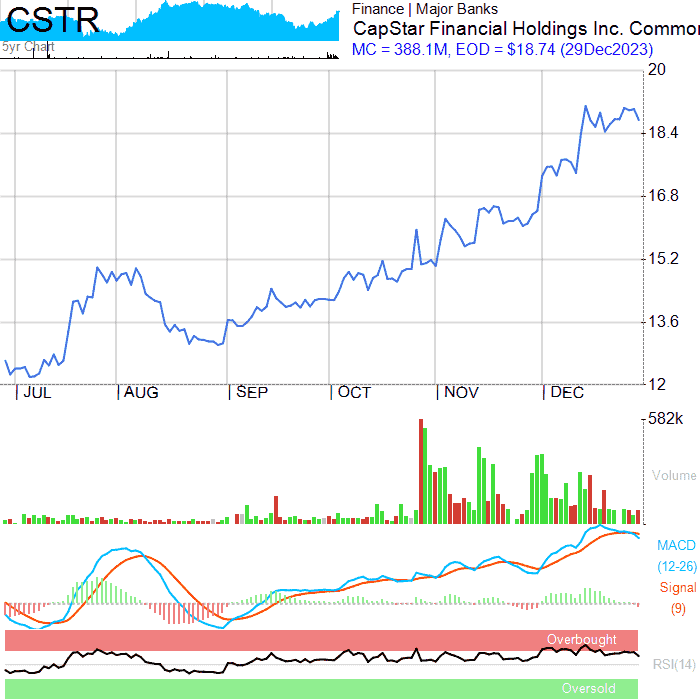 CSTR
5yr Chart
Finance | Major Banks
CapStar Financial Holdings Inc. Common
MC = 388.1M, EOD = $18.74 (29Dec2023)
20
18.4
16.8
15.2
13.6
12
JUL AUG SEP OCT NOV DEC
582k
Volume
MACD
(12-26)
Signal
(9)
Overbought
RSI(14)
Oversold